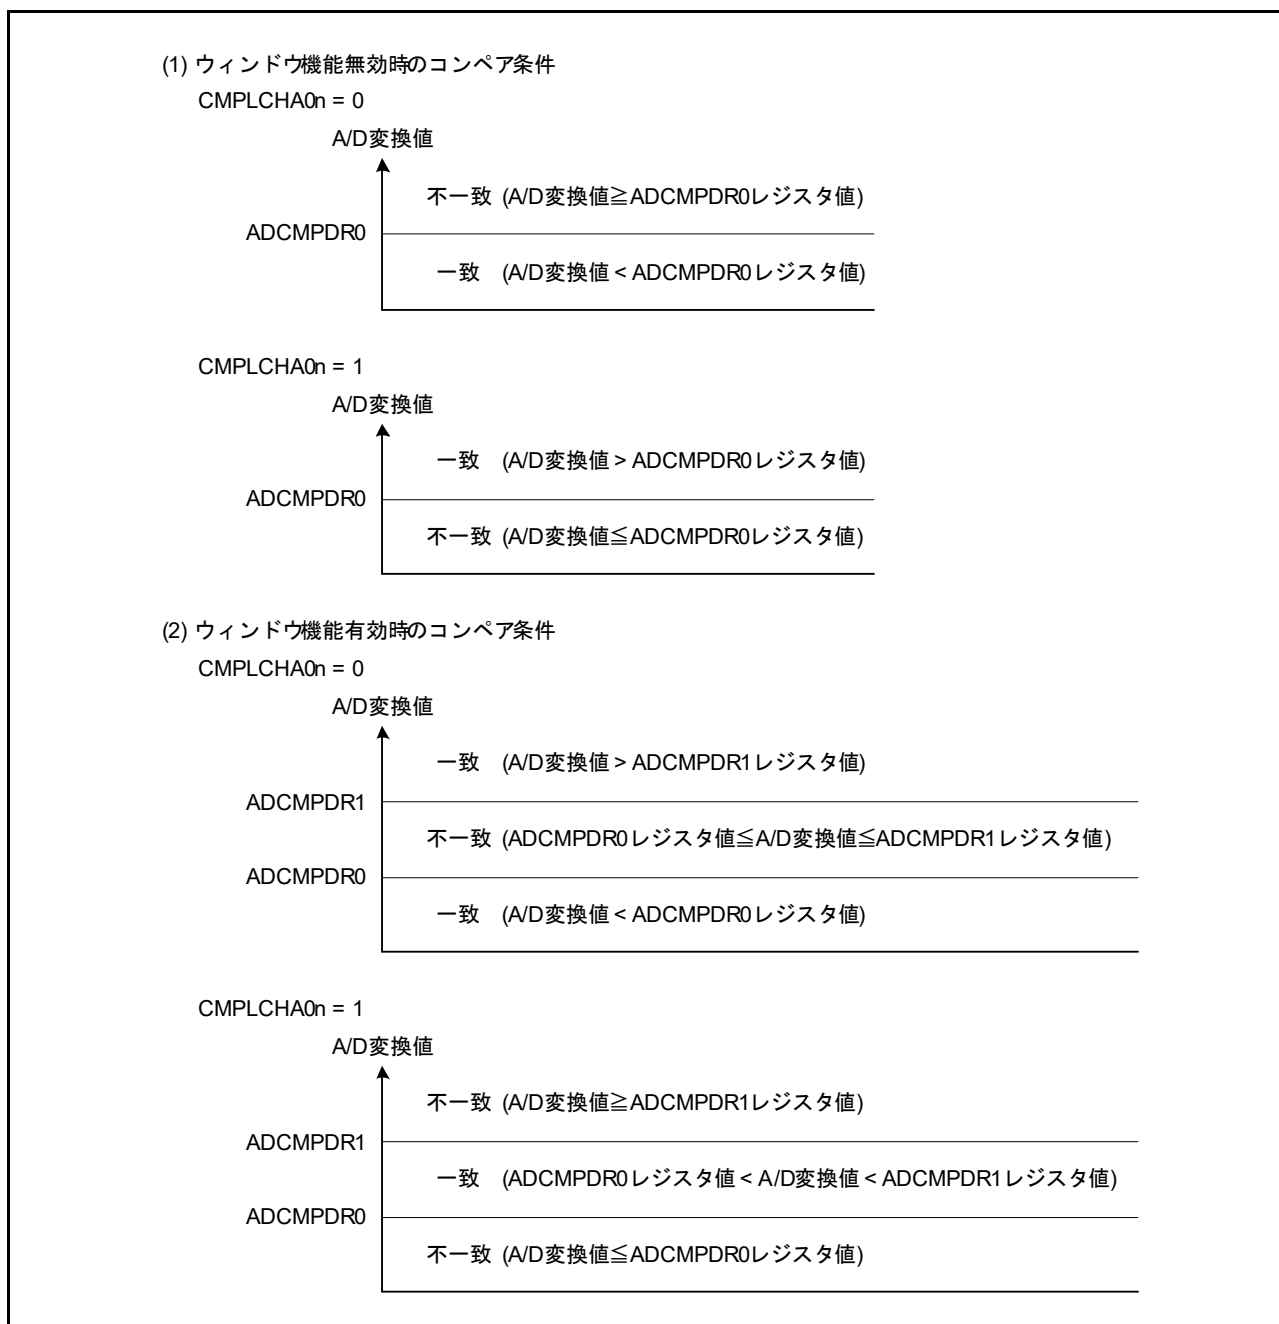 (1) ウィンドウ機能無効時のコンペア条件
CMPLCHA0n = 0
A/D変換値
不一致 (A/D変換値≧ADCMPDR0レジスタ値)
ADCMPDR0
一致 (A/D変換値 < ADCMPDR0レジスタ値)
CMPLCHA0n = 1
A/D変換値
一致 (A/D変換値 > ADCMPDR0レジスタ値)
ADCMPDR0
不一致 (A/D変換値≦ADCMPDR0レジスタ値)
(2) ウィンドウ機能有効時のコンペア条件
CMPLCHA0n = 0
A/D変換値
一致 (A/D変換値 > ADCMPDR1レジスタ値)
ADCMPDR1
不一致 (ADCMPDR0レジスタ値≦A/D変換値≦ADCMPDR1レジスタ値)
ADCMPDR0
一致 (A/D変換値 < ADCMPDR0レジスタ値)
CMPLCHA0n = 1
A/D変換値
不一致 (A/D変換値≧ADCMPDR1レジスタ値)
ADCMPDR1
一致 (ADCMPDR0レジスタ値 < A/D変換値 < ADCMPDR1レジスタ値)
ADCMPDR0
不一致 (A/D変換値≦ADCMPDR0レジスタ値)